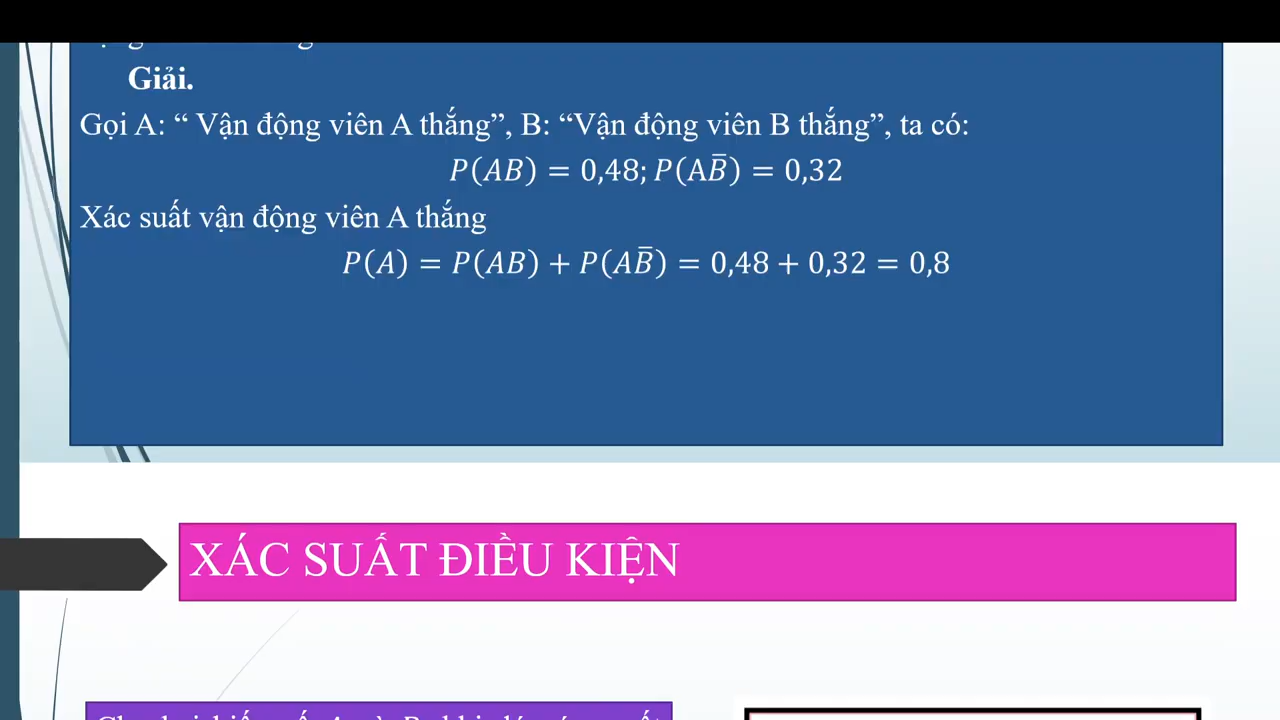 Giải.
Gọi A: “ Vận động viên A thắng”, B: “Vận động viên B thắng”, ta có:
P(AB) = 0,48; P(AB̅) = 0,32
Xác suất vận động viên A thắng
P(A) = P(AB) + P(AB̅) = 0,48 + 0,32 = 0,8
XÁC SUẤT ĐIỀU KIỆN